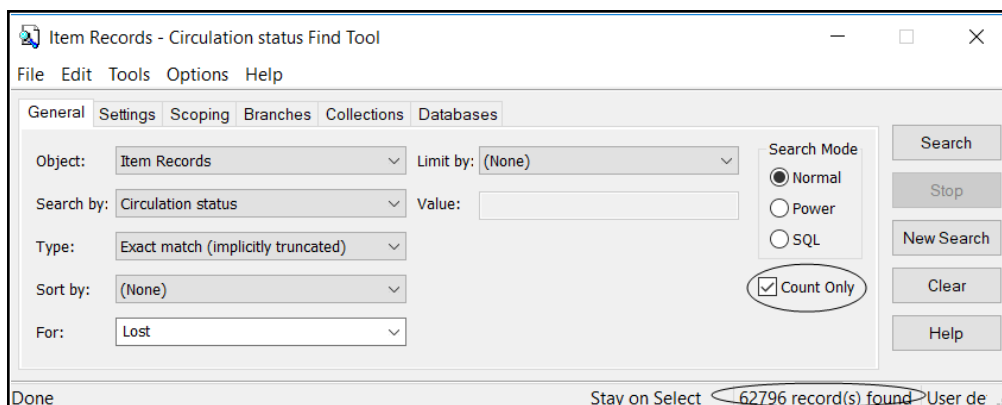 Item Records - Circulation status Find Tool
File Edit Tools Options Help
General Settings Scoping Branches Collections Databases
Object: Item Records Limit by: (None) Search Mode Search
Normal
Search by: Circulation status Value: Power Stop
Type: Exact match (implicitly truncated) SQL New Search
Sort by: (None) Count Only Clear
For: Lost Help
Done Stay on Select 62796 record(s) found User de